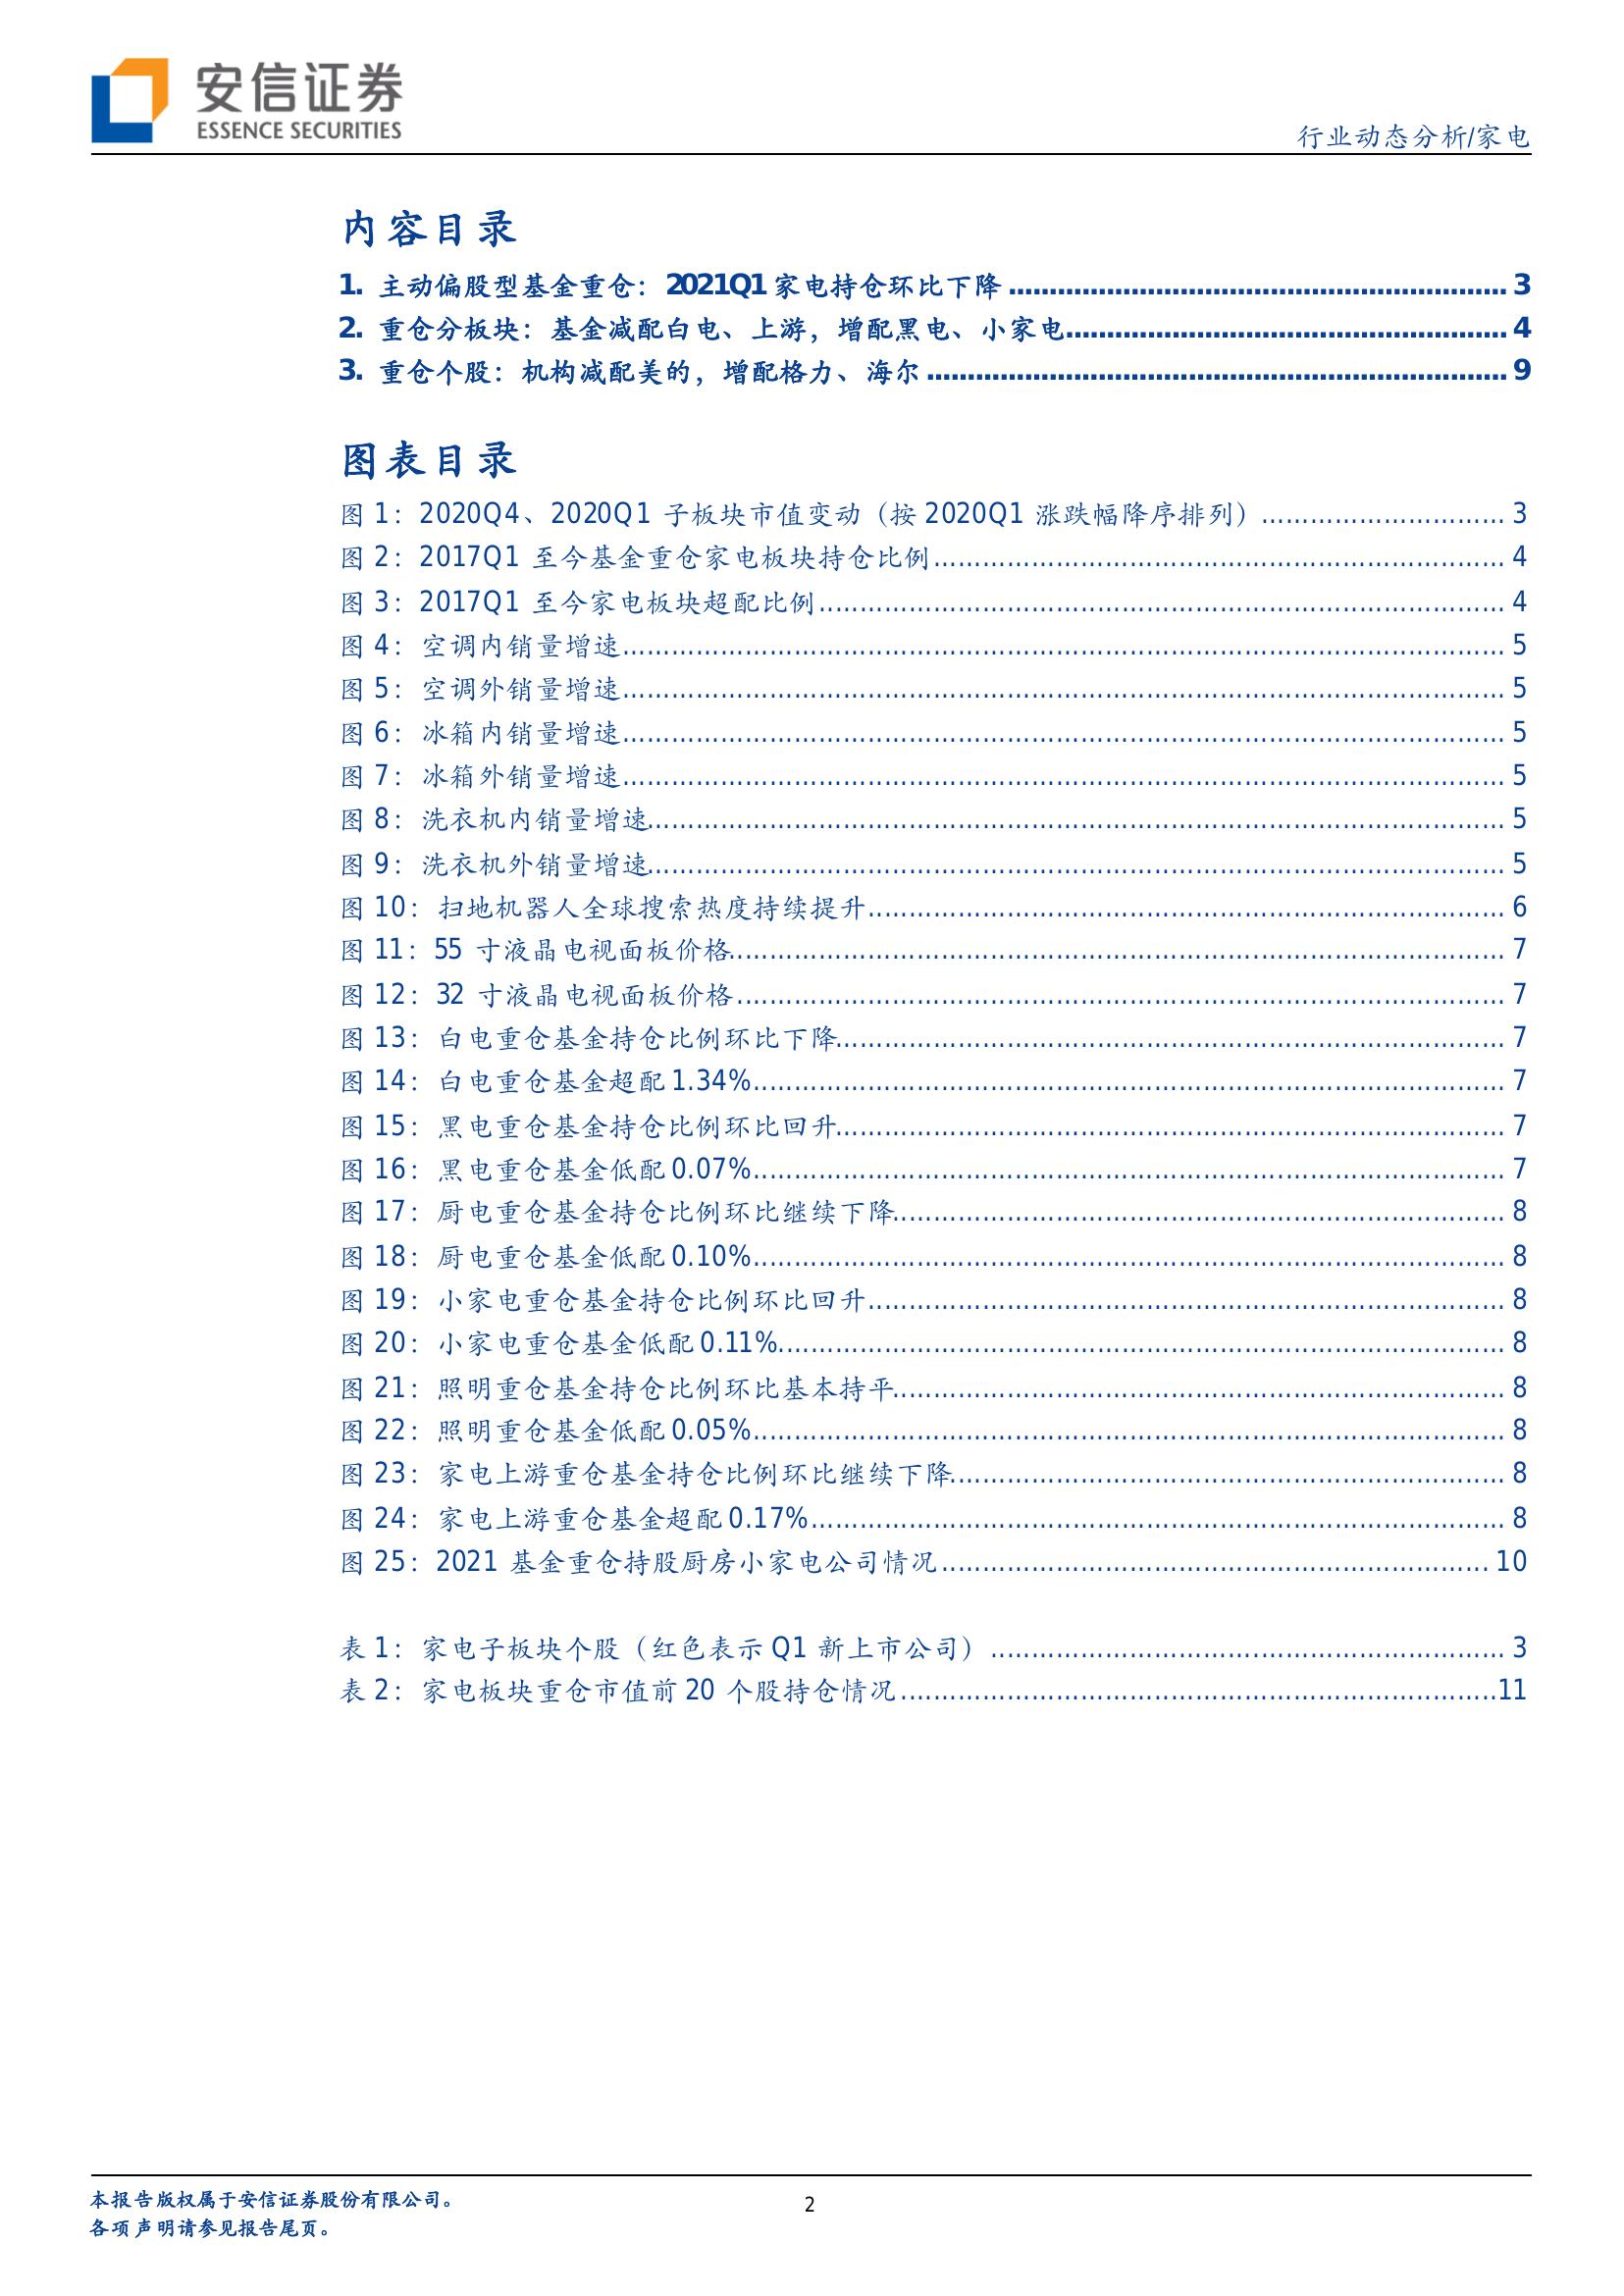 安信证券
ESSENCE SECURITIES
行业动态分析/家电
内容目录
1. 主动偏股型基金重仓：2021Q1 家电持仓环比下降 3
2. 重仓分板块：基金减配白电、上游，增配黑电、小家电 4
3. 重仓个股：机构减配美的，增配格力、海尔 9
图表目录
图 1：2020Q4、2020Q1 子板块市值变动（按 2020Q1 涨跌幅降序排列） 3
图 2：2017Q1 至今基金重仓家电板块持仓比例 4
图 3：2017Q1 至今家电板块超配比例 4
图 4：空调内销量增速 5
图 5：空调外销量增速 5
图 6：冰箱内销量增速 5
图 7：冰箱外销量增速 5
图 8：洗衣机内销量增速 5
图 9：洗衣机外销量增速 5
图 10：扫地机器人全球搜索热度持续提升 6
图 11：55 寸液晶电视面板价格 7
图 12：32 寸液晶电视面板价格 7
图 13：白电重仓基金持仓比例环比下降 7
图 14：白电重仓基金超配 1.34% 7
图 15：黑电重仓基金持仓比例环比回升 7
图 16：黑电重仓基金低配 0.07% 7
图 17：厨电重仓基金持仓比例环比继续下降 8
图 18：厨电重仓基金低配 0.10% 8
图 19：小家电重仓基金持仓比例环比回升 8
图 20：小家电重仓基金低配 0.11% 8
图 21：照明重仓基金持仓比例环比基本持平 8
图 22：照明重仓基金低配 0.05% 8
图 23：家电上游重仓基金持仓比例环比继续下降 8
图 24：家电上游重仓基金超配 0.17% 8
图 25：2021 基金重仓持股厨房小家电公司情况 10
表 1：家电子板块个股（红色表示 Q1 新上市公司） 3
表 2：家电板块重仓市值前 20 个股持仓情况 11
本报告版权属于安信证券股份有限公司。
各项声明请参见报告尾页。
2